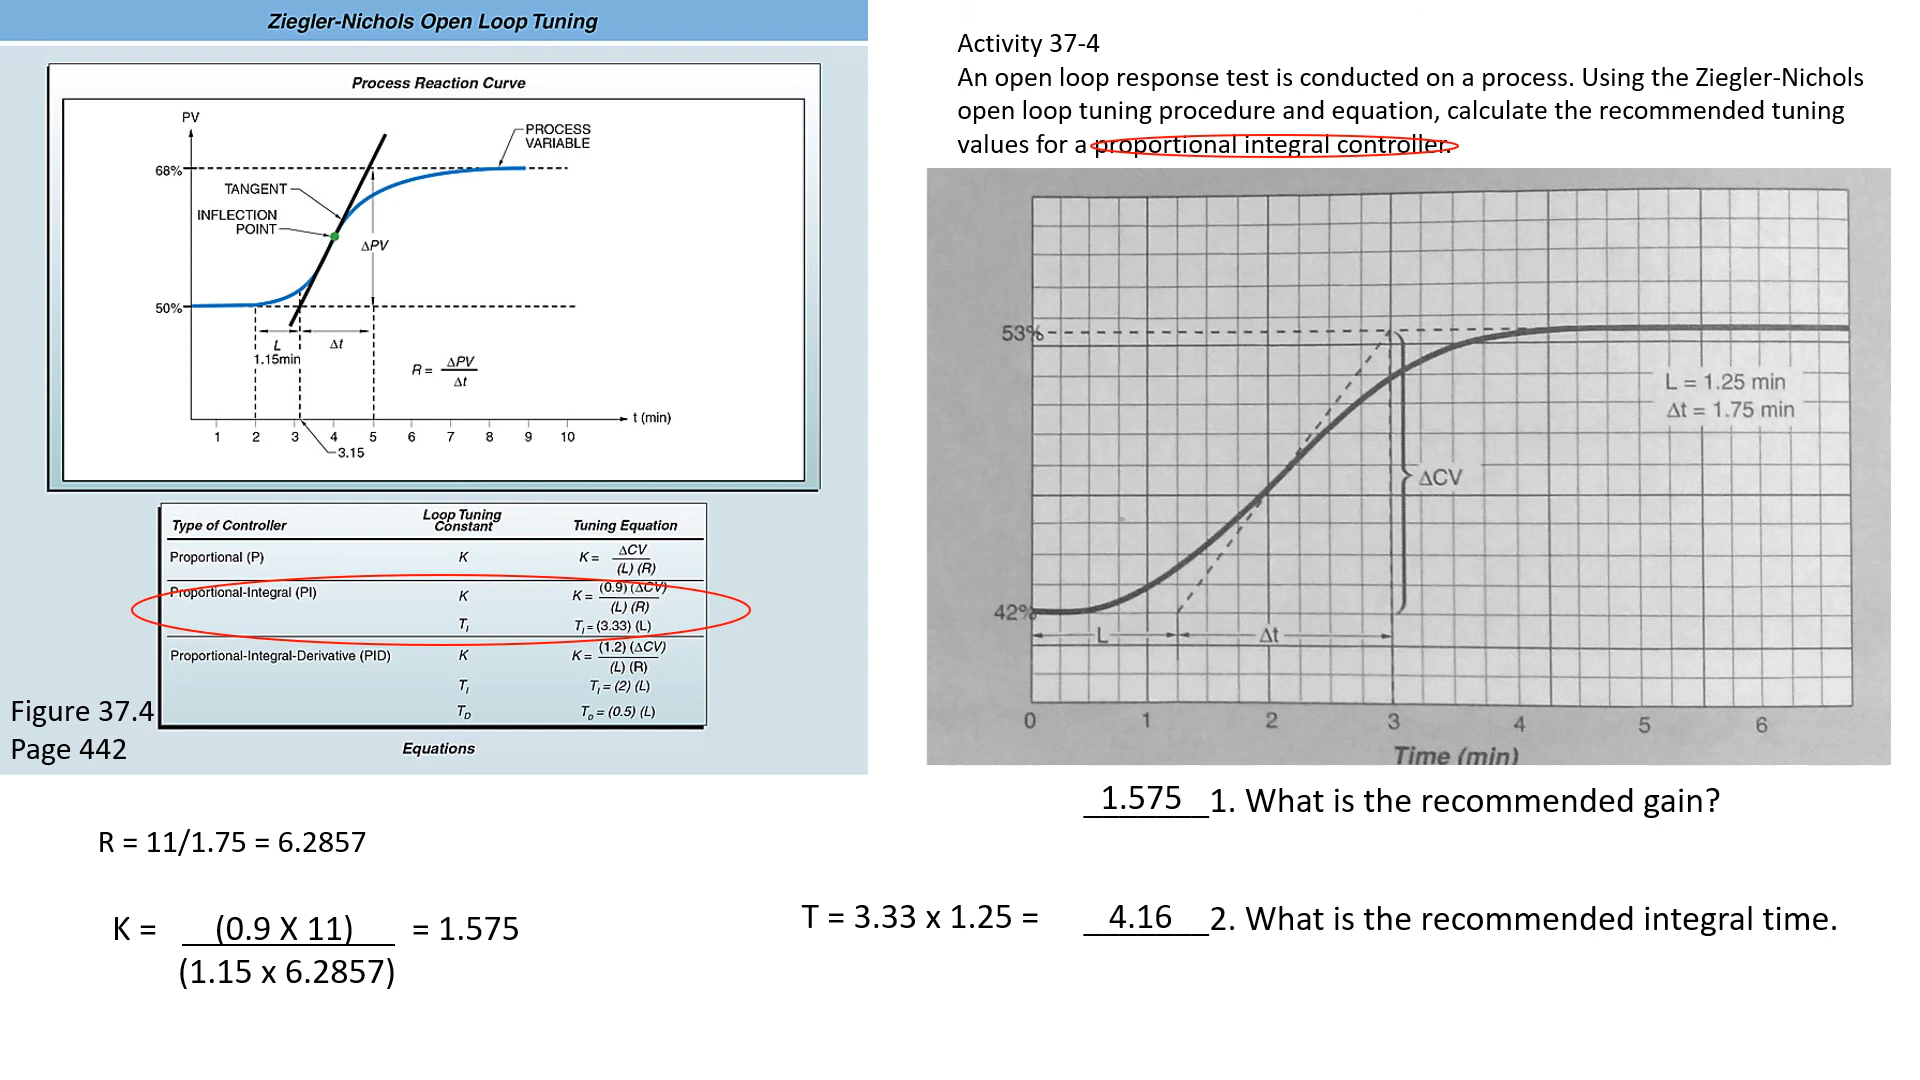 Ziegler-Nichols Open Loop Tuning
Process Reaction Curve
PV
68%
50%
PROCESS
VARIABLE
TANGENT
INFLECTION
POINT
ΔPV
L
1.15min
Δt
R = ΔPV
Δt
t (min)
1 2 3 4 5 6 7 8 9 10
3.15
Type of Controller Loop Tuning Constant Tuning Equation
Proportional (P) K K = ΔCV
(L) (R)
Proportional-Integral (PI) K K = (0.9) (ΔCV)
(L) (R)
TI TI = (3.33) (L)
Proportional-Integral-Derivative (PID) K K = (1.2) (ΔCV)
(L) (R)
TI TI = (2) (L)
TD TD = (0.5) (L)
Equations
Figure 37.4
Page 442
Activity 37-4
An open loop response test is conducted on a process. Using the Ziegler-Nichols
open loop tuning procedure and equation, calculate the recommended tuning
values for a proportional integral controller.
53%
42%
L = 1.25 min
Δt = 1.75 min
ΔCV
L Δt
0 1 2 3 4 5 6
Time (min)
R = 11/1.75 = 6.2857
K = (0.9 X 11) = 1.575
(1.15 x 6.2857)
1.575 1. What is the recommended gain?
T = 3.33 x 1.25 = 4.16 2. What is the recommended integral time.